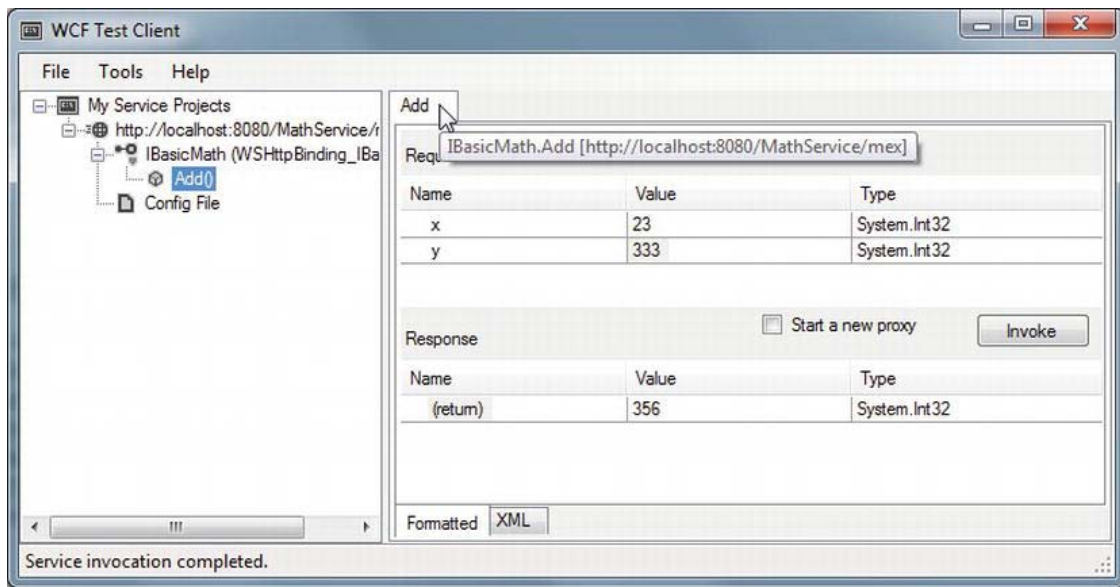 WCF Test Client
File Tools Help
My Service Projects
http://localhost:8080/MathService/r
IBasicMath (WSHttpBinding_IBa
Add()
Config File
Add
IBasicMath.Add [http://localhost:8080/MathService/mex]
Name Value Type
x 23 System.Int32
y 333 System.Int32
Response Start a new proxy Invoke
Name Value Type
(return) 356 System.Int32
Formatted XML
Service invocation completed.